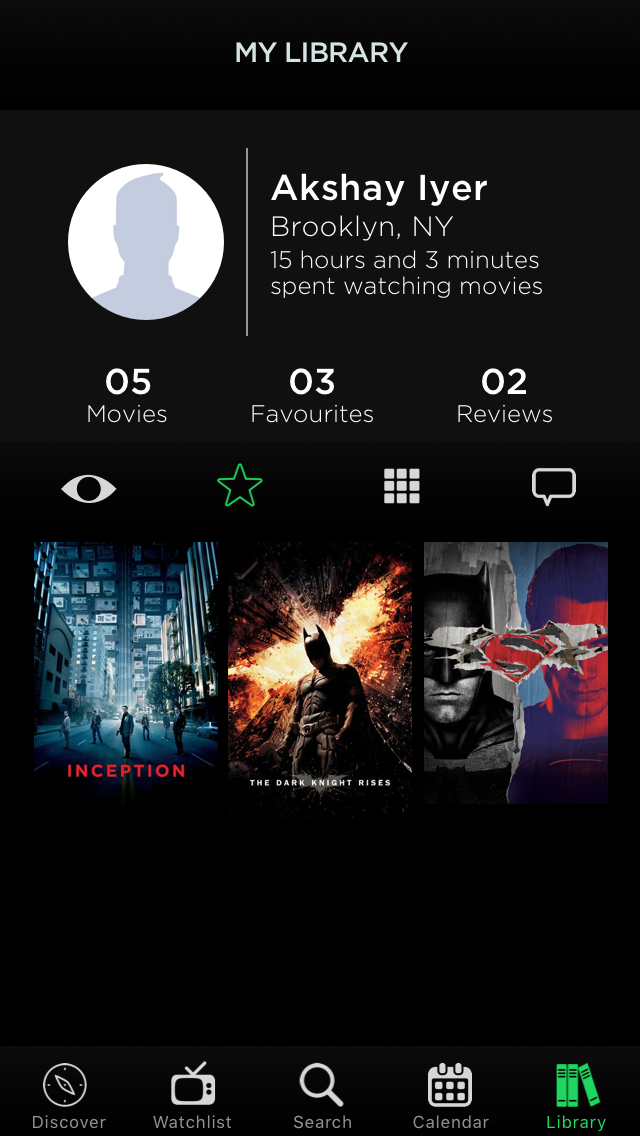 MY LIBRARY
Akshay Iyer
Brooklyn, NY
15 hours and 3 minutes
spent watching movies
05
Movies
03
Favourites
02
Reviews
INCEPTION
THE DARK KNIGHT RISES
Discover
Watchlist
Search
Calendar
Library